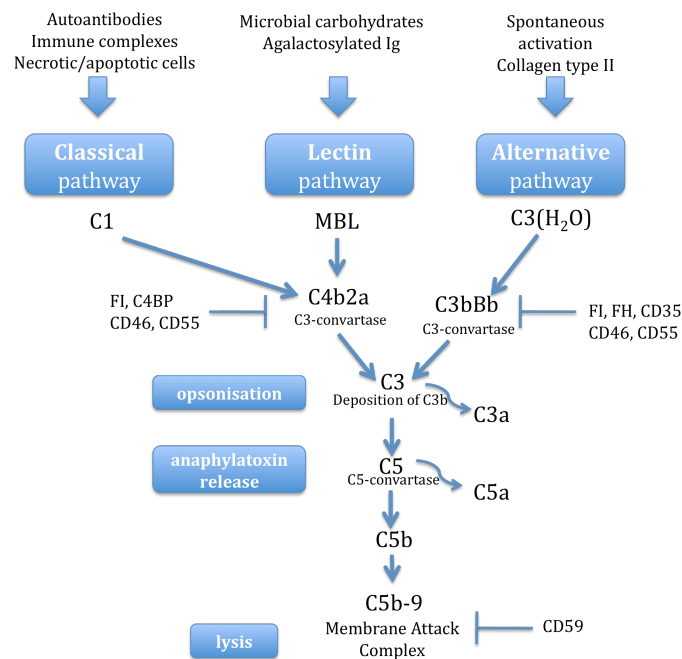 Autoantibodies
Immune complexes
Necrotic/apoptotic cells
Microbial carbohydrates
Agalactosylated Ig
Spontaneous
activation
Collagen type II
Classical
pathway
Lectin
pathway
Alternative
pathway
C1
MBL
C3(H₂O)
C4b2a
C3-convartase
C3bBb
C3-convartase
FI, C4BP
CD46, CD55
FI, FH, CD35
CD46, CD55
opsonisation
C3
Deposition of C3b
C3a
anaphylatoxin
release
C5
C5-convartase
C5a
C5b
C5b-9
Membrane Attack
Complex
CD59
lysis